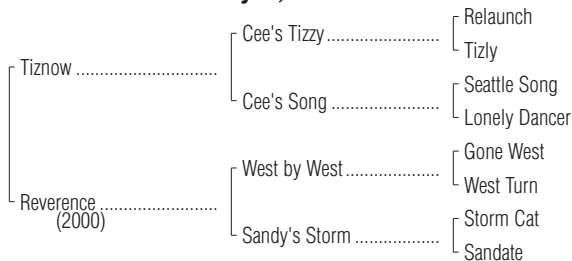 Relaunch
Cee's Tizzy
Tizly
Tiznow
Seattle Song
Cee's Song
Lonely Dancer
Gone West
West by West
West Turn
Reverence
(2000)
Storm Cat
Sandy's Storm
Sandate